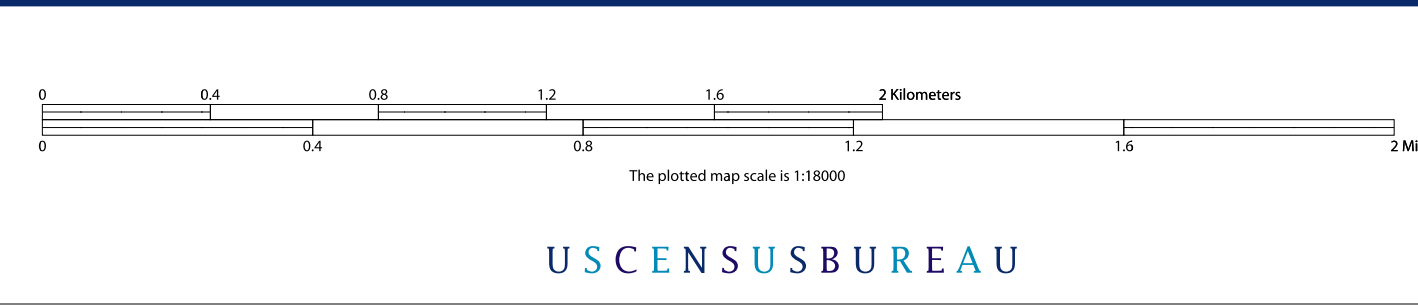 0 0.4 0.8 1.2 1.6 2 Kilometers
0 0.4 0.8 1.2 1.6 2 Mi
The plotted map scale is 1:18000
USCENSUSBUREAU